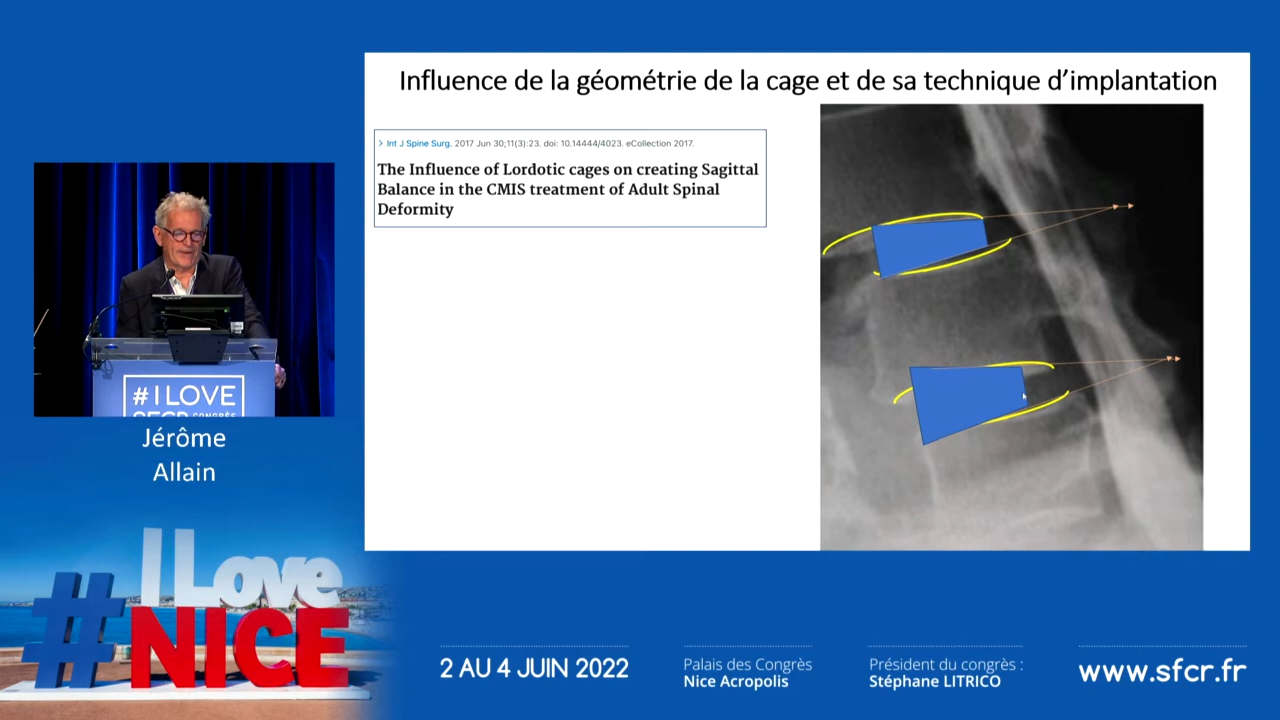 Influence de la géométrie de la cage et de sa technique d’implantation
> Int J Spine Surg. 2017 Jun 30;11(3):23. doi: 10.14444/4023. eCollection 2017.
The Influence of Lordotic cages on creating Sagittal
Balance in the CMIS treatment of Adult Spinal
Deformity
#I LOVE
SFCR CONGRÈS
Jérôme
Allain
# I Love
NICE
2 AU 4 JUIN 2022
Palais des Congrès
Nice Acropolis
Président du congrès :
Stéphane LITRICO
www.sfcr.fr